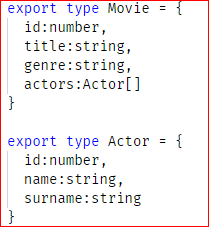 export type Movie = {
  id:number,
  title:string,
  genre:string,
  actors:Actor[]
}

export type Actor = {
  id:number,
  name:string,
  surname:string
}